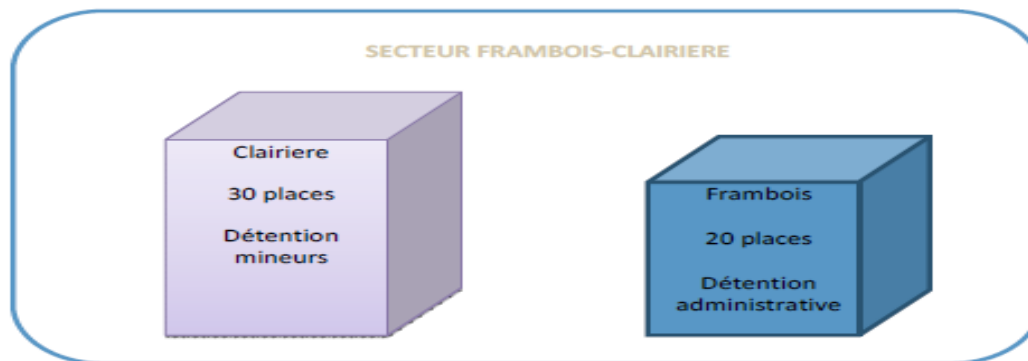 SECTEUR FRAMBOIS-CLAIRIERE
Clairiere
30 places
Détention
mineurs
Frambois
20 places
Détention
administrative